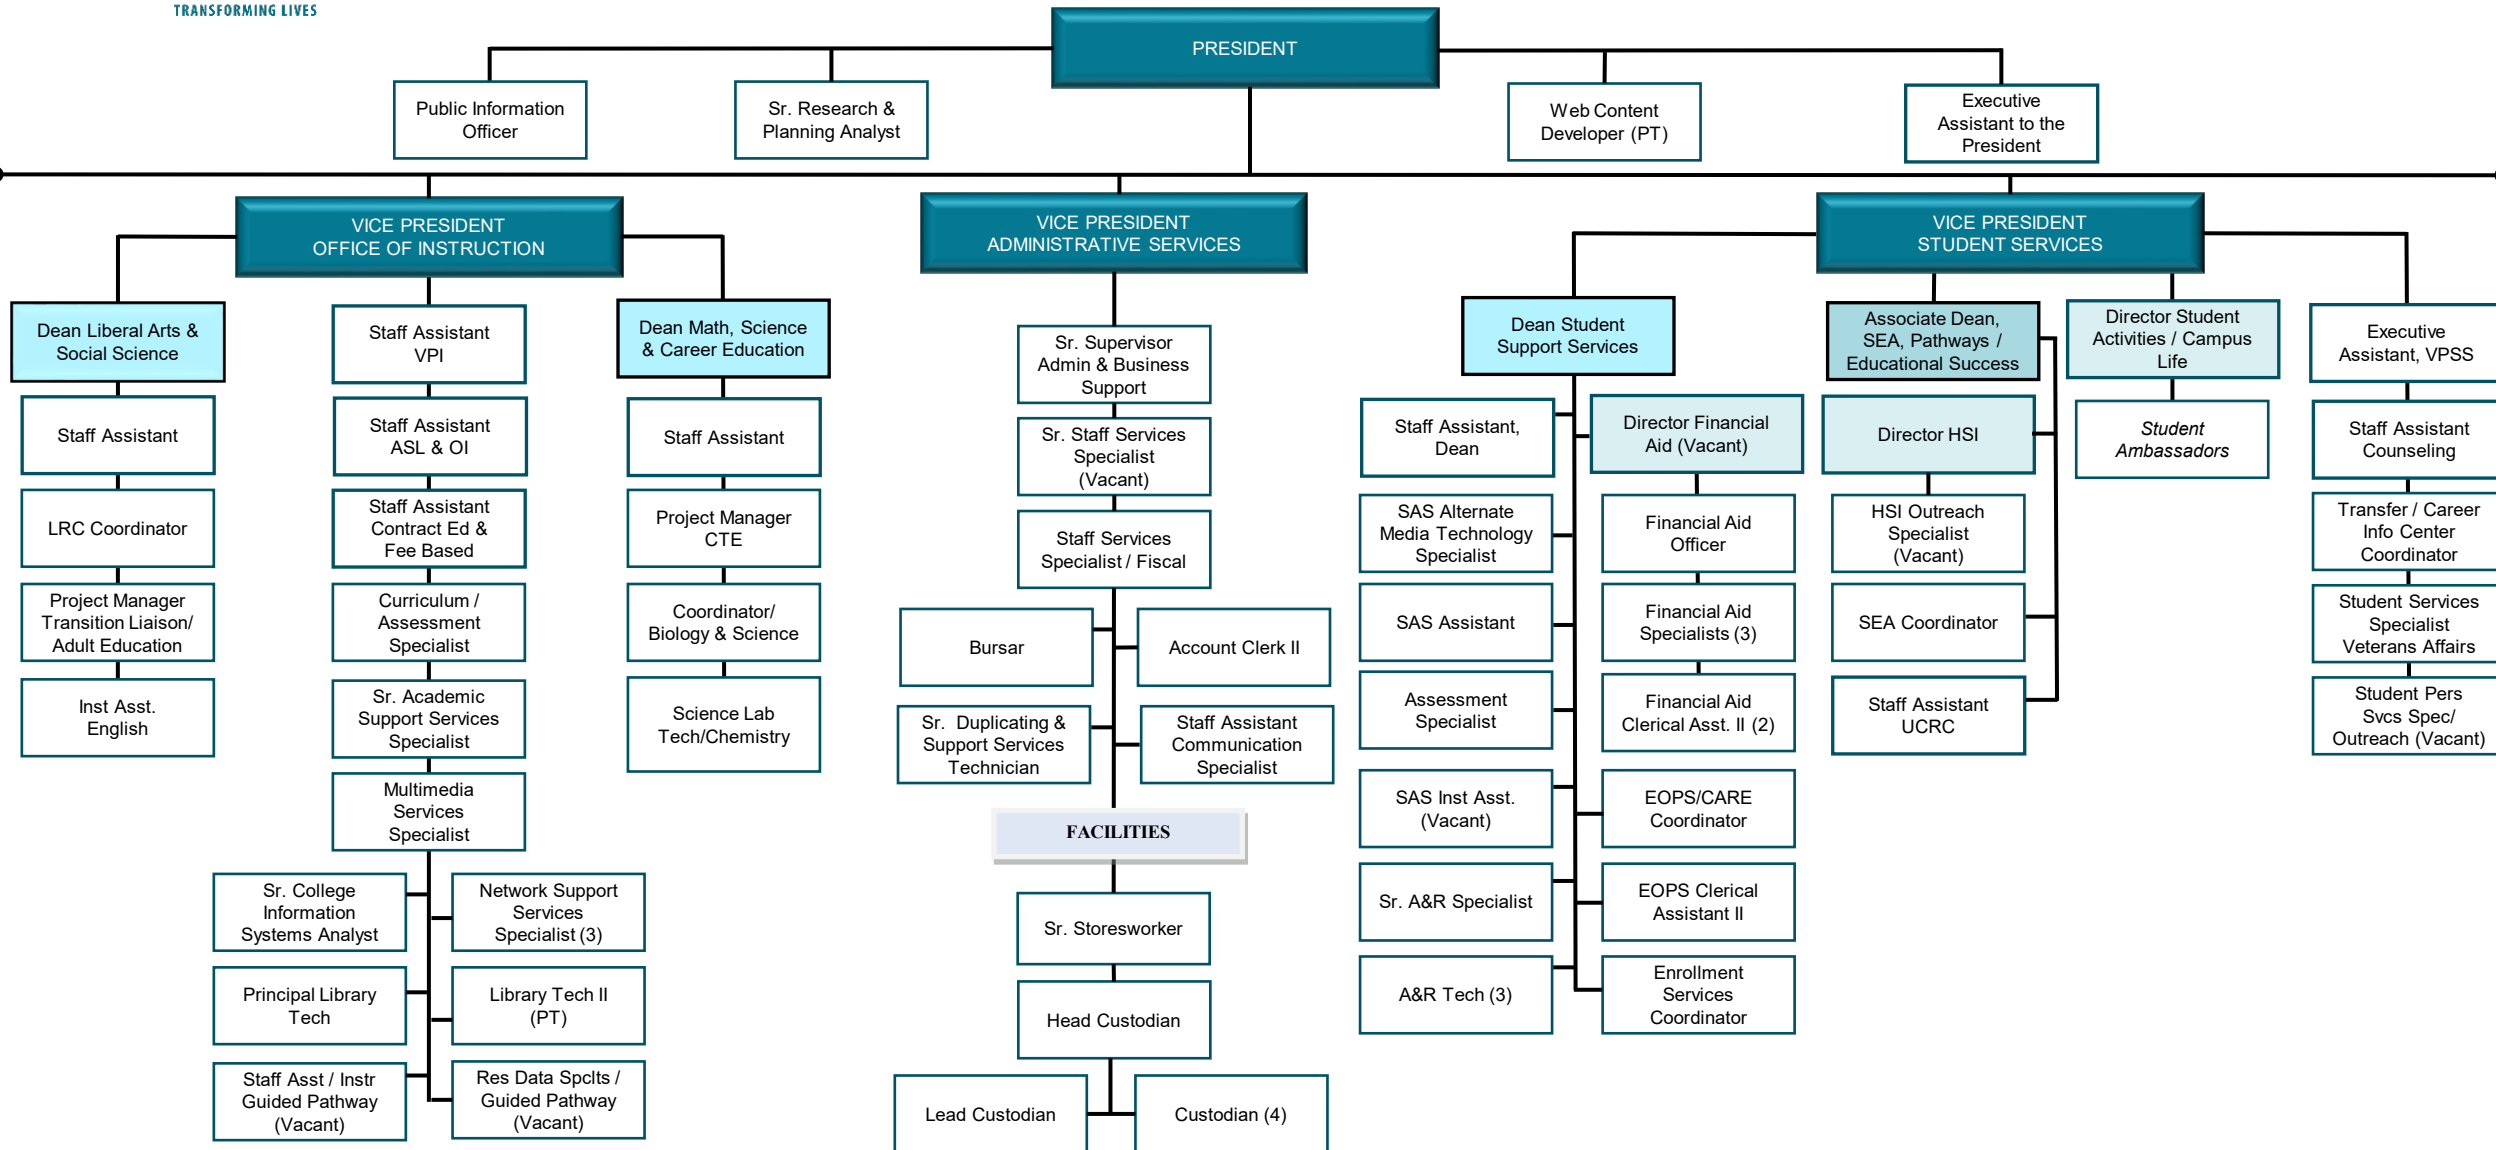 TRANSFORMING LIVES
PRESIDENT
Public Information
Officer
Sr. Research &
Planning Analyst
Web Content
Developer (PT)
Executive
Assistant to the
President
VICE PRESIDENT
OFFICE OF INSTRUCTION
VICE PRESIDENT
ADMINISTRATIVE SERVICES
VICE PRESIDENT
STUDENT SERVICES
Dean Liberal Arts &
Social Science
Staff Assistant
LRC Coordinator
Project Manager
Transition Liaison/
Adult Education
Inst Asst.
English
Staff Assistant
VPI
Staff Assistant
ASL & OI
Staff Assistant
Contract Ed &
Fee Based
Curriculum /
Assessment
Specialist
Sr. Academic
Support Services
Specialist
Multimedia
Services
Specialist
Sr. College
Information
Systems Analyst
Network Support
Services
Specialist (3)
Principal Library
Tech
Library Tech II
(PT)
Staff Asst / Instr
Guided Pathway
(Vacant)
Res Data Spclts /
Guided Pathway
(Vacant)
Dean Math, Science
& Career Education
Staff Assistant
Project Manager
CTE
Coordinator/
Biology & Science
Science Lab
Tech/Chemistry
Sr. Supervisor
Admin & Business
Support
Sr. Staff Services
Specialist
(Vacant)
Staff Services
Specialist / Fiscal
Bursar
Account Clerk II
Sr. Duplicating &
Support Services
Technician
Staff Assistant
Communication
Specialist
FACILITIES
Sr. Storesworker
Head Custodian
Lead Custodian
Custodian (4)
Dean Student
Support Services
Staff Assistant,
Dean
Director Financial
Aid (Vacant)
SAS Alternate
Media Technology
Specialist
Financial Aid
Officer
SAS Assistant
Financial Aid
Specialists (3)
Assessment
Specialist
Financial Aid
Clerical Asst. II (2)
SAS Inst Asst.
(Vacant)
EOPS/CARE
Coordinator
Sr. A&R Specialist
EOPS Clerical
Assistant II
A&R Tech (3)
Enrollment
Services
Coordinator
Associate Dean,
SEA, Pathways /
Educational Success
Director HSI
HSI Outreach
Specialist
(Vacant)
SEA Coordinator
Staff Assistant
UCRC
Director Student
Activities / Campus
Life
Student
Ambassadors
Executive
Assistant, VPSS
Staff Assistant
Counseling
Transfer / Career
Info Center
Coordinator
Student Services
Specialist
Veterans Affairs
Student Pers
Svcs Spec/
Outreach (Vacant)